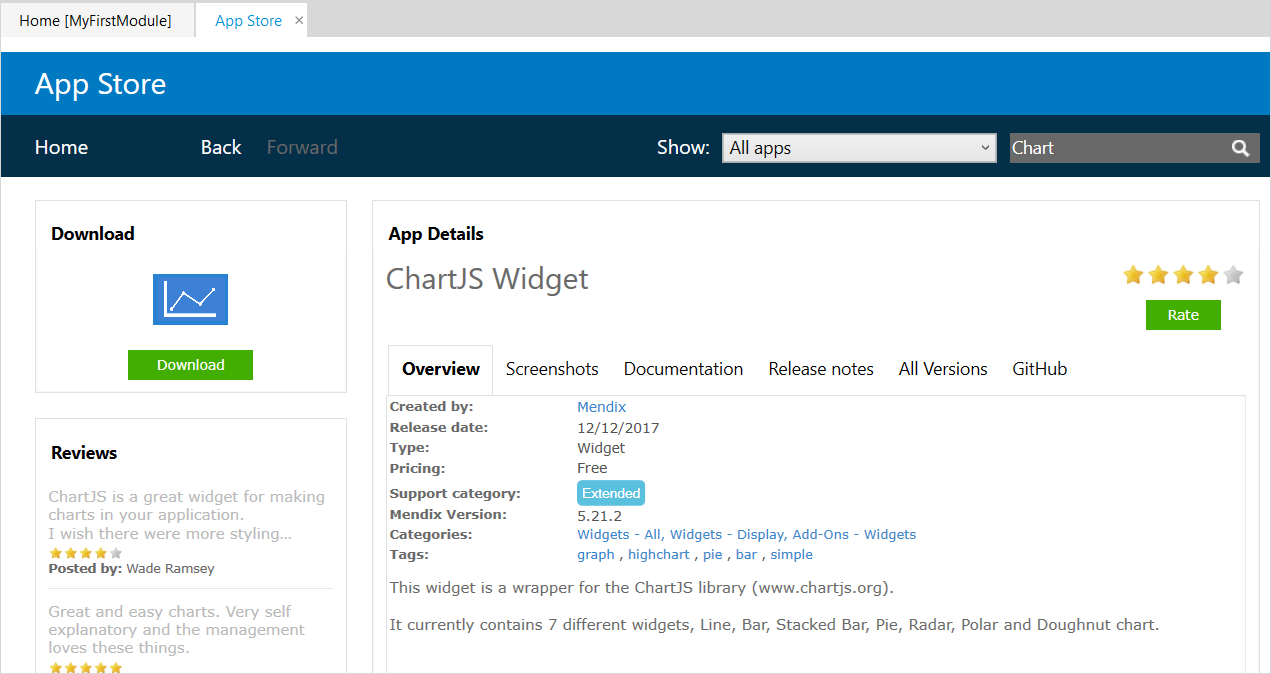 Home [MyFirstModule] App Store ×
App Store
Home Back Forward Show: All apps Chart
Download
Download
Reviews
ChartJS is a great widget for making
charts in your application.
I wish there were more styling...
Posted by: Wade Ramsey
Great and easy charts. Very self
explanatory and the management
loves these things.
App Details
ChartJS Widget
Rate
Overview Screenshots Documentation Release notes All Versions GitHub
Created by: Mendix
Release date: 12/12/2017
Type: Widget
Pricing: Free
Support category: Extended
Mendix Version: 5.21.2
Categories: Widgets - All, Widgets - Display, Add-Ons - Widgets
Tags: graph , highchart , pie , bar , simple
This widget is a wrapper for the ChartJS library (www.chartjs.org).
It currently contains 7 different widgets, Line, Bar, Stacked Bar, Pie, Radar, Polar and Doughnut chart.